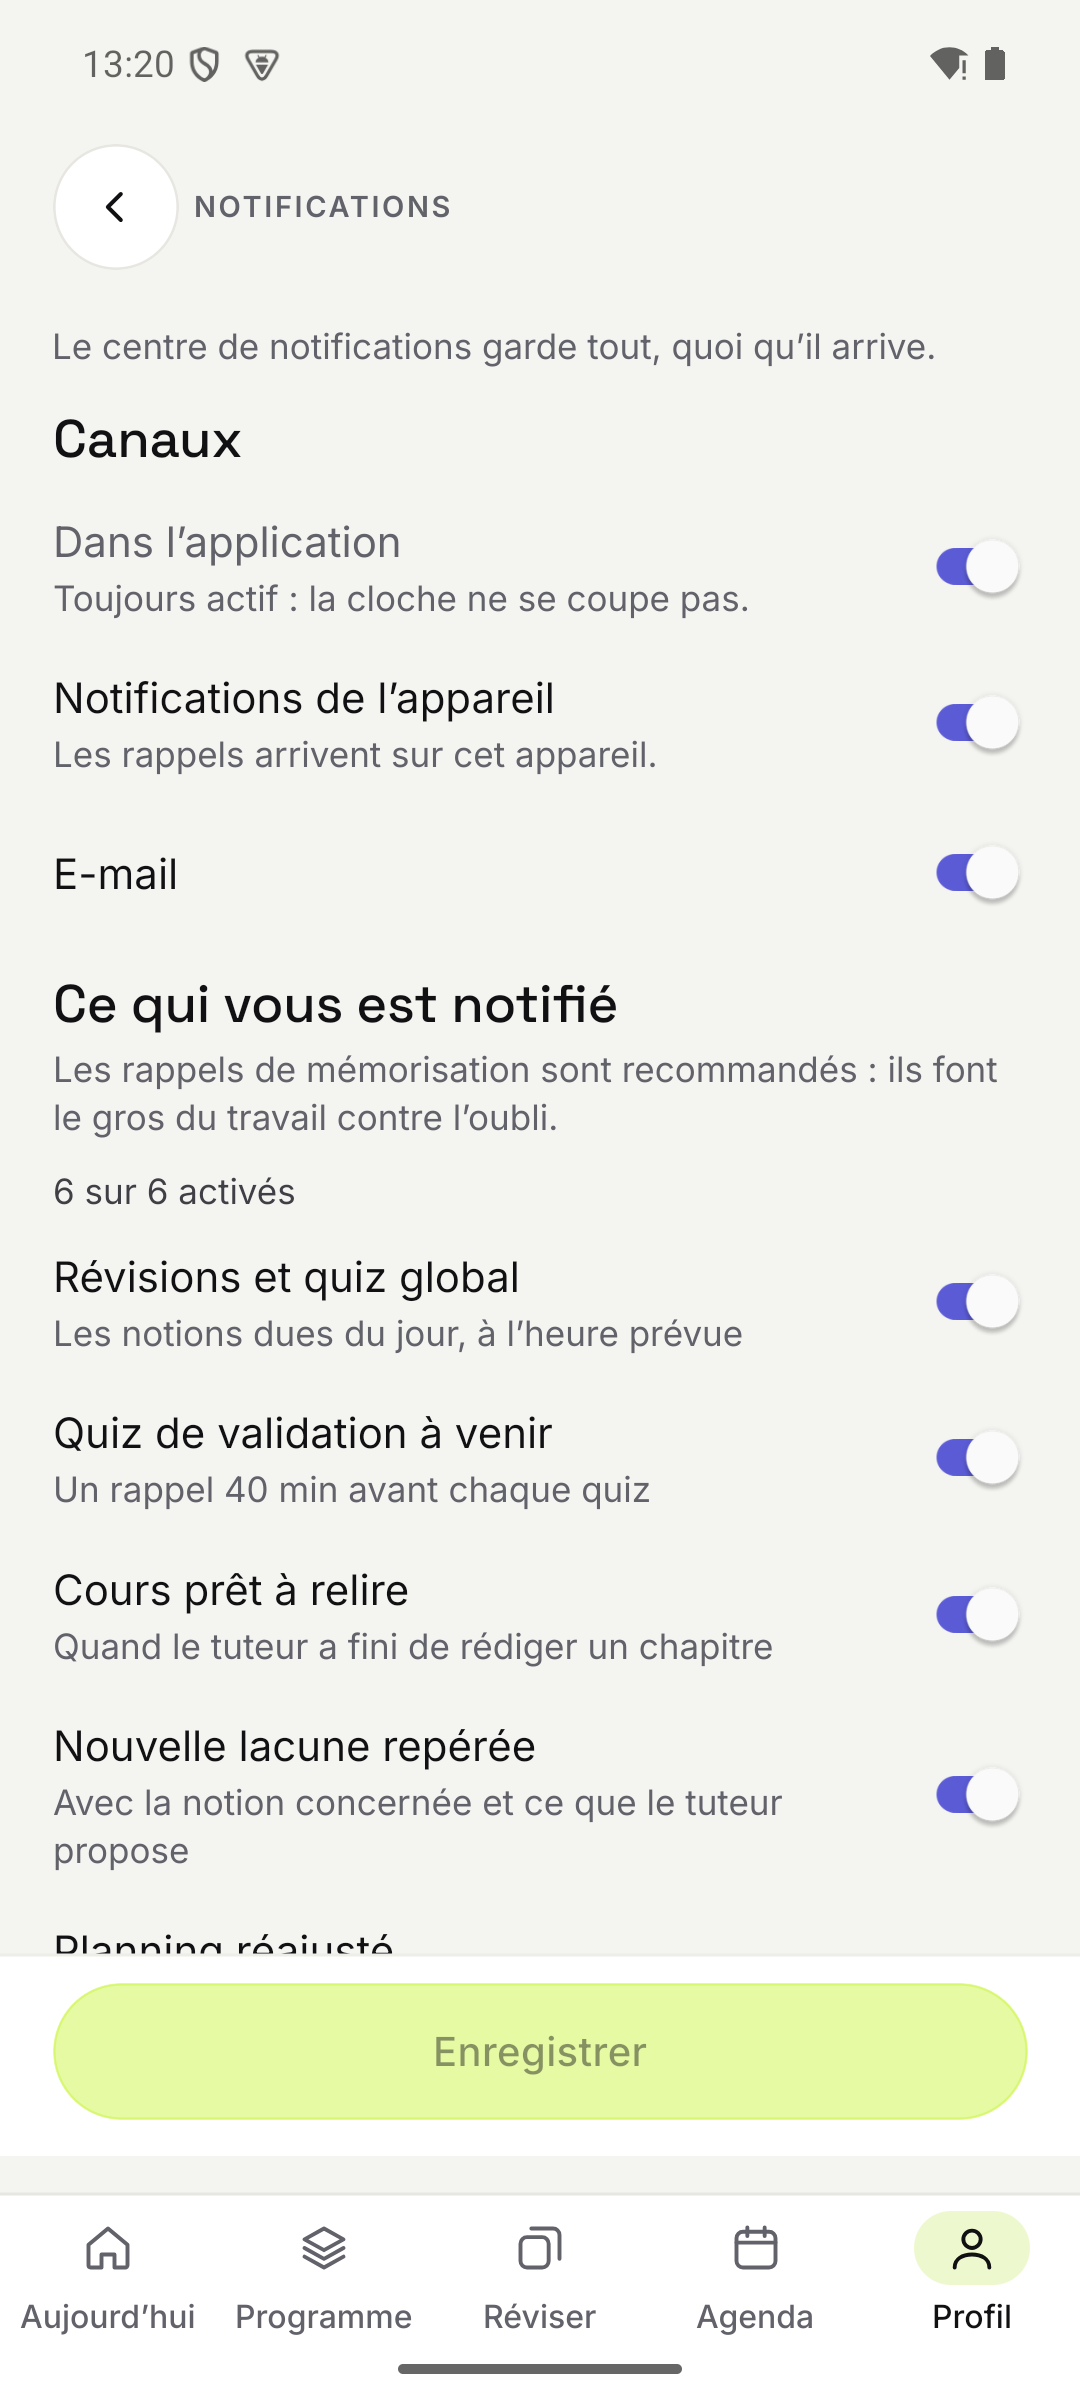 13:20
NOTIFICATIONS
Le centre de notifications garde tout, quoi qu’il arrive.
Canaux
Dans l’application
Toujours actif : la cloche ne se coupe pas.
Notifications de l’appareil
Les rappels arrivent sur cet appareil.
E-mail
Ce qui vous est notifié
Les rappels de mémorisation sont recommandés : ils font
le gros du travail contre l’oubli.
6 sur 6 activés
Révisions et quiz global
Les notions dues du jour, à l’heure prévue
Quiz de validation à venir
Un rappel 40 min avant chaque quiz
Cours prêt à relire
Quand le tuteur a fini de rédiger un chapitre
Nouvelle lacune repérée
Avec la notion concernée et ce que le tuteur
propose
Planning réajusté
Enregistrer
Aujourd’hui
Programme
Réviser
Agenda
Profil